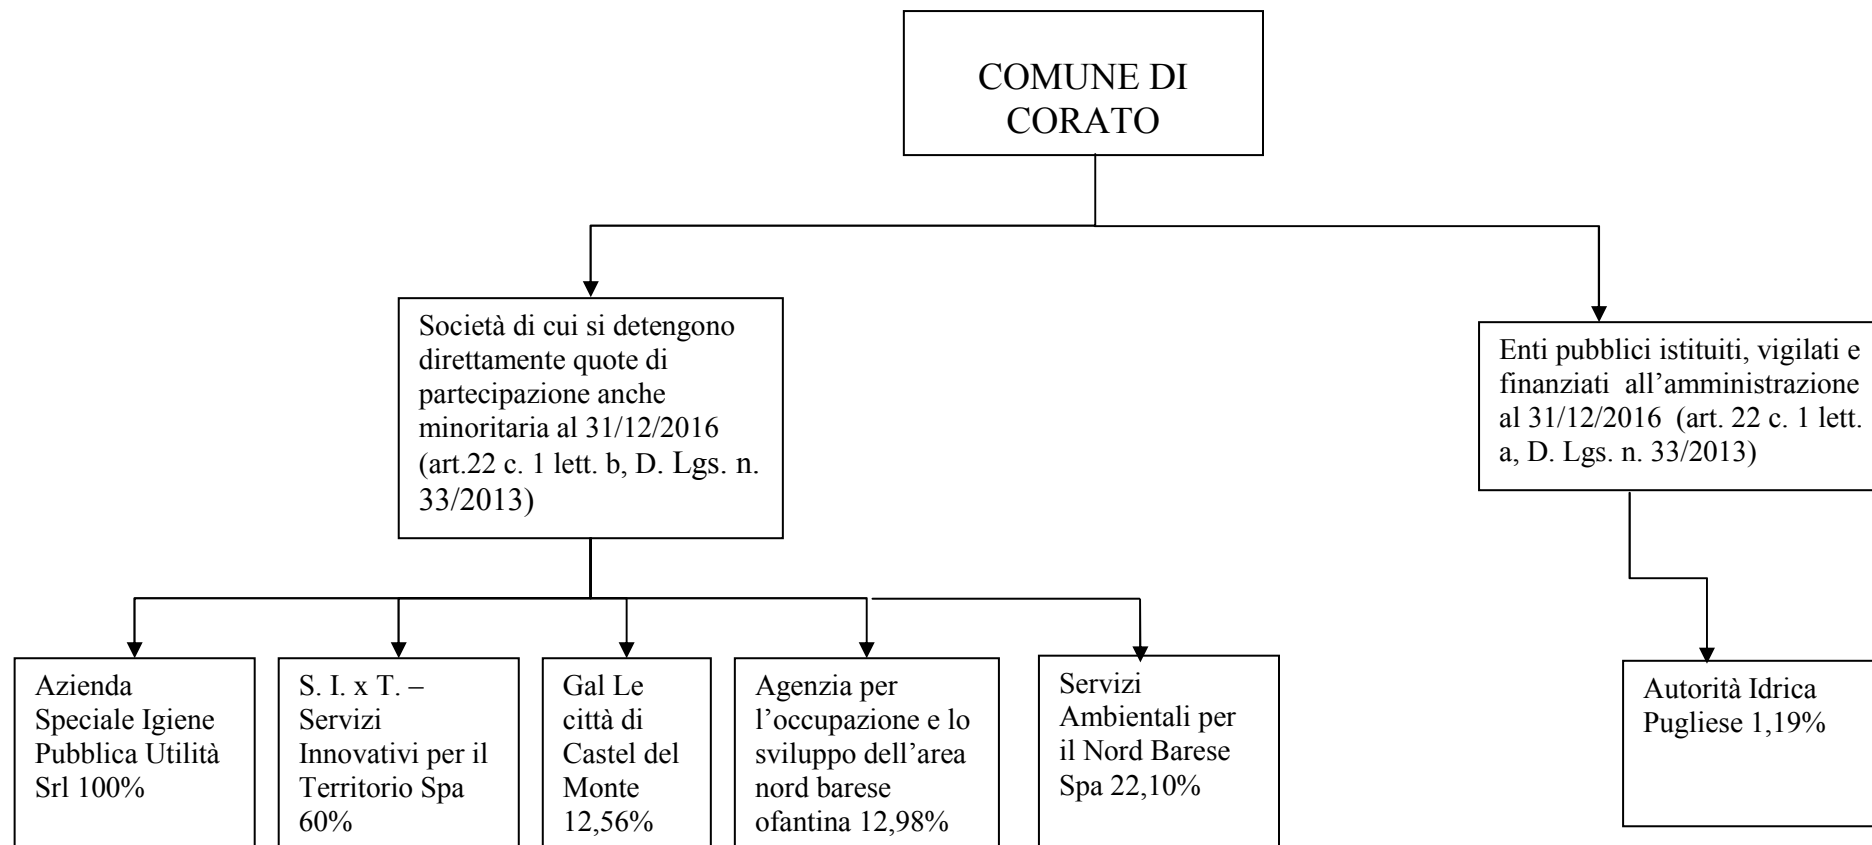 COMUNE DI
CORATO
Società di cui si detengono
direttamente quote di
partecipazione anche
minoritaria al 31/12/2016
(art.22 c. 1 lett. b, D. Lgs. n.
33/2013)
Enti pubblici istituiti, vigilati e
finanziati all’amministrazione
al 31/12/2016 (art. 22 c. 1 lett.
a, D. Lgs. n. 33/2013)
Azienda
Speciale Igiene
Pubblica Utilità
Srl 100%
S. I. x T. –
Servizi
Innovativi per il
Territorio Spa
60%
Gal Le
città di
Castel del
Monte
12,56%
Agenzia per
l’occupazione e lo
sviluppo dell’area
nord barese
ofantina 12,98%
Servizi
Ambientali per
il Nord Barese
Spa 22,10%
Autorità Idrica
Pugliese 1,19%